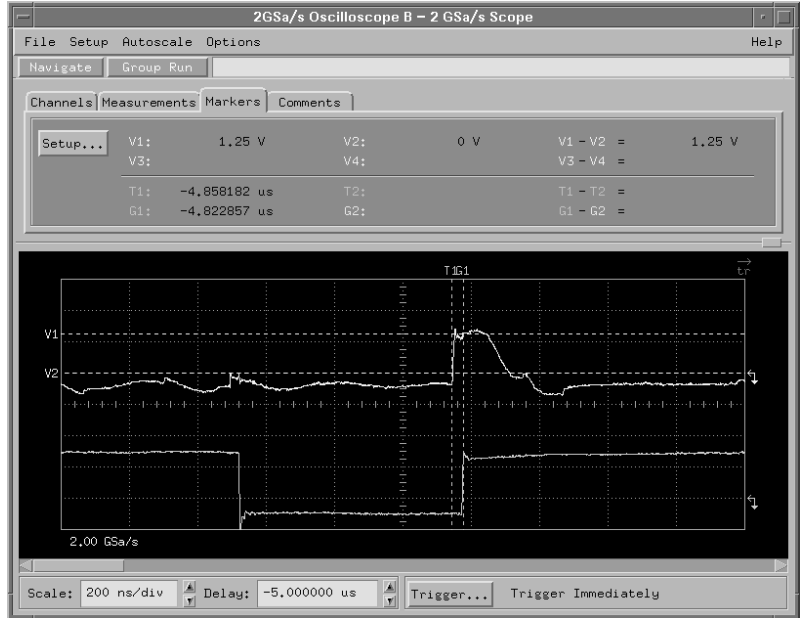 2GSa/s Oscilloscope B – 2 GSa/s Scope
File Setup Autoscale Options Help
Navigate Group Run
Channels Measurements Markers Comments
Setup... V1: 1.25 V V2: 0 V V1 - V2 = 1.25 V
V3: V4: V3 - V4 =
T1: -4.858182 us T2: T1 - T2 =
G1: -4.822857 us G2: G1 - G2 =
T1G1 tr
V1
V2
2.00 GSa/s
Scale: 200 ns/div Delay: -5.000000 us Trigger... Trigger Immediately